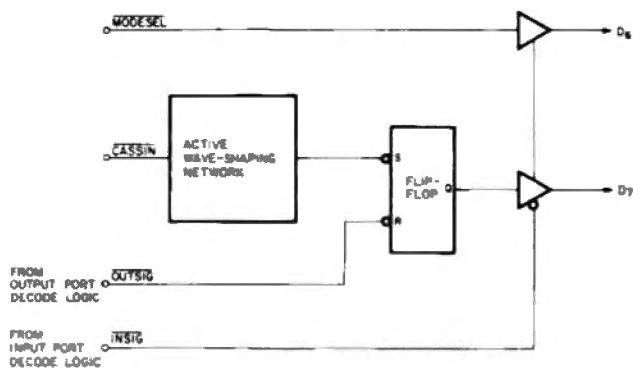 MODESEL
D6
CASSIN
ACTIVE
WAVE-SHAPING
NETWORK
S
FLIP-
FLOP
Q
D7
R
FROM
OUTPUT PORT
DECODE LOGIC
OUTSIG
FROM
INPUT PORT
DECODE LOGIC
INSIG